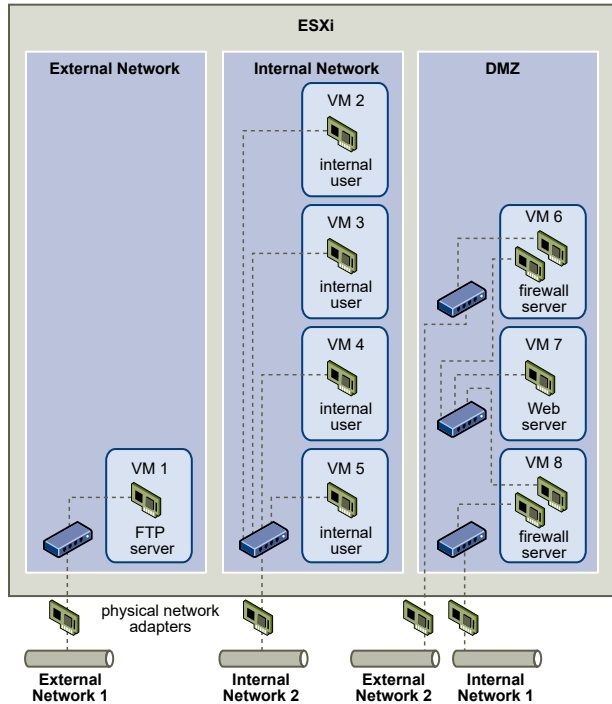 ESXi
External Network
Internal Network
DMZ
VM 2
internal
user
VM 3
internal
user
VM 4
internal
user
VM 5
internal
user
VM 1
FTP
server
VM 6
firewall
server
VM 7
Web
server
VM 8
firewall
server
physical network
adapters
External
Network 1
Internal
Network 2
External
Network 2
Internal
Network 1